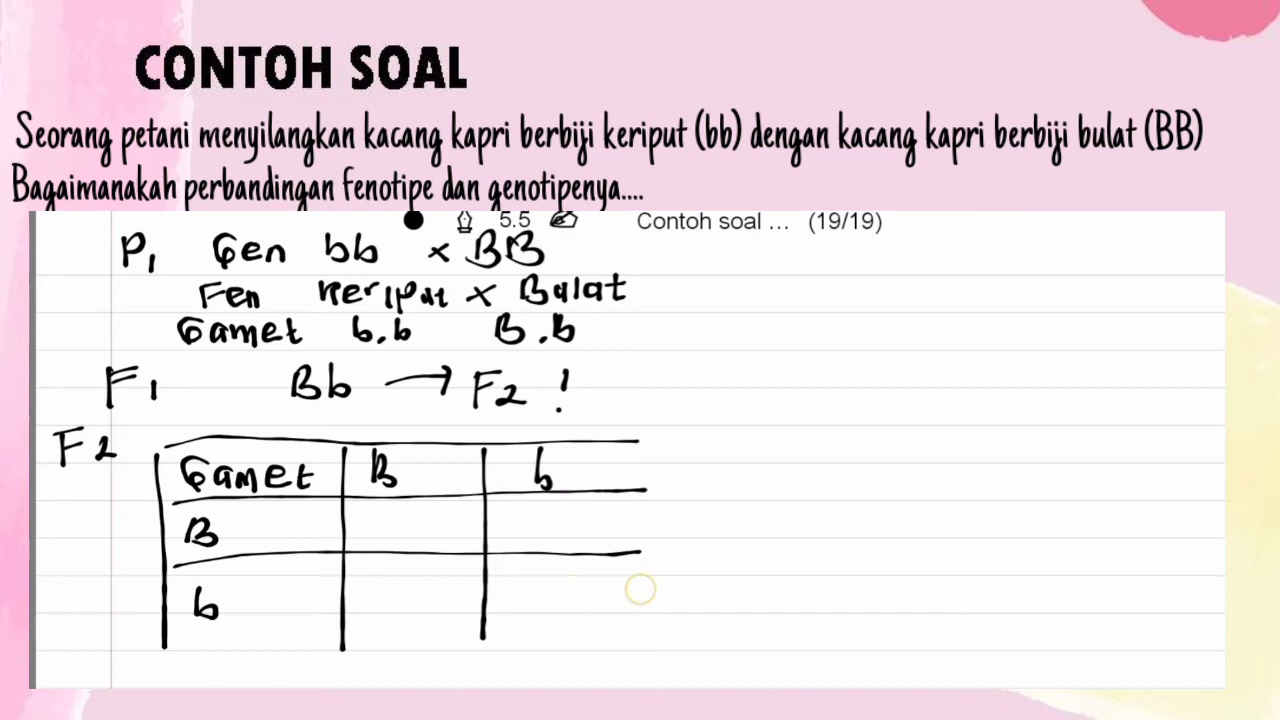 CONTOH SOAL
Seorang petani menyilangkan kacang kapri berbiji keriput (bb) dengan kacang kapri berbiji bulat (BB)
Bagaimanakah perbandingan fenotipe dan genotipenya....
5.5 Contoh soal ... (19/19)
P1 Gen bb × BB
Fen Keriput × Bulat
Gamet b.b B.b
F1 Bb → F2 !
F2
Gamet B b
B
b